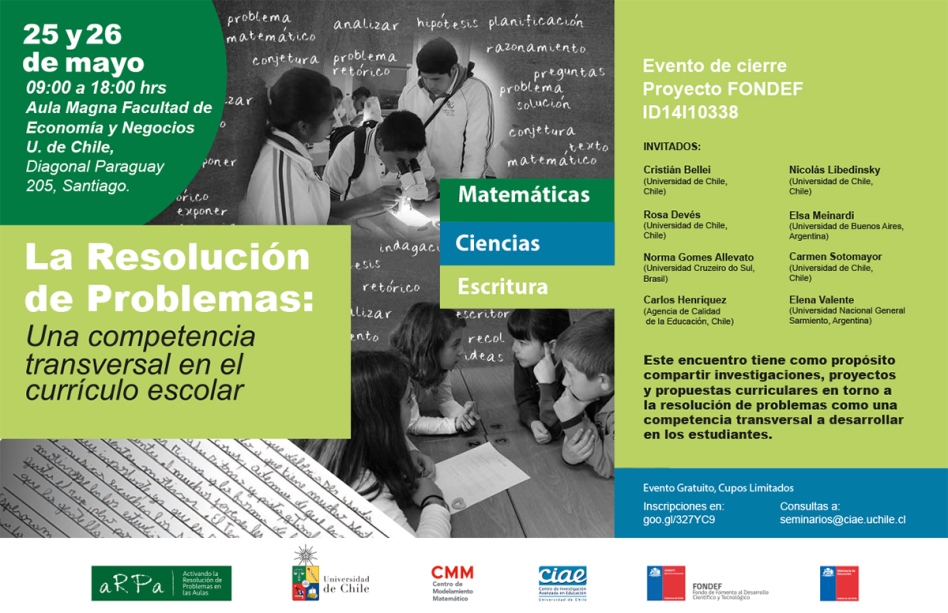 25 y 26
de mayo
09:00 a 18:00 hrs
Aula Magna Facultad de
Economía y Negocios
U. de Chile,
Diagonal Paraguay
205, Santiago.
problema
matemático
conjetura
analizar
problema
retórico
hipótesis
planificación
razonamiento
preguntas
problema
solución
conjetura
texto
matemático
exponer
retórico
escritor
ideas
Matemáticas
Ciencias
Escritura
La Resolución
de Problemas:
Una competencia
transversal en el
currículo escolar
Evento de cierre
Proyecto FONDEF
ID14I10338
INVITADOS:
Cristián Bellei
(Universidad de Chile,
Chile)
Rosa Devés
(Universidad de Chile,
Chile)
Norma Gomes Allevato
(Universidad Cruzeiro do Sul,
Brasil)
Carlos Henriquez
(Agencia de Calidad
de la Educación, Chile)
Nicolás Libedinsky
(Universidad de Chile,
Chile)
Elsa Meinardi
(Universidad de Buenos Aires,
Argentina)
Carmen Sotomayor
(Universidad de Chile,
Chile)
Elena Valente
(Universidad Nacional General
Sarmiento, Argentina)
Este encuentro tiene como propósito
compartir investigaciones, proyectos
y propuestas curriculares en torno a
la resolución de problemas como una
competencia transversal a desarrollar
en los estudiantes.
Evento Gratuito, Cupos Limitados
Inscripciones en:
goo.gl/327YC9
Consultas a:
seminarios@ciae.uchile.cl
aRPa
Activando la
Resolución de
Problemas en
las Aulas
Universidad
de Chile
CMM
Centro de
Modelamiento
Matemático
ciae
Centro de Investigación
Avanzada en Educación
Universidad de Chile
FONDEF
Fondo de Fomento al Desarrollo
Científico y Tecnológico